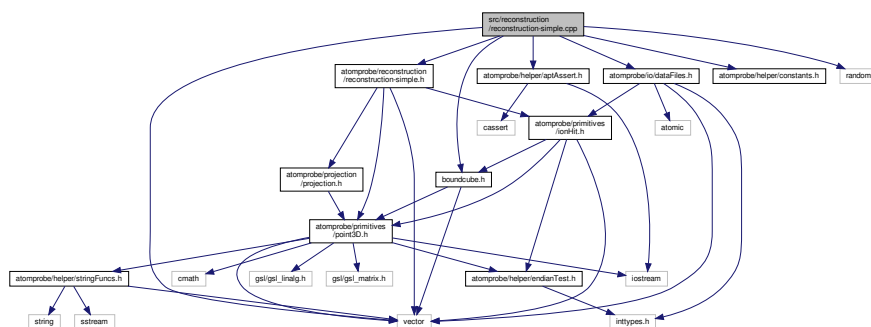 src/reconstruction
/reconstruction-simple.cpp
atomprobe/reconstruction
/reconstruction-simple.h
atomprobe/helper/aptAssert.h
atomprobe/io/dataFiles.h
atomprobe/helper/constants.h
random
cassert
atomprobe/primitives
/ionHit.h
atomic
atomprobe/projection
/projection.h
boundcube.h
atomprobe/primitives
/point3D.h
atomprobe/helper/stringFuncs.h
cmath
gsl/gsl_linalg.h
gsl/gsl_matrix.h
atomprobe/helper/endianTest.h
iostream
string
sstream
vector
inttypes.h